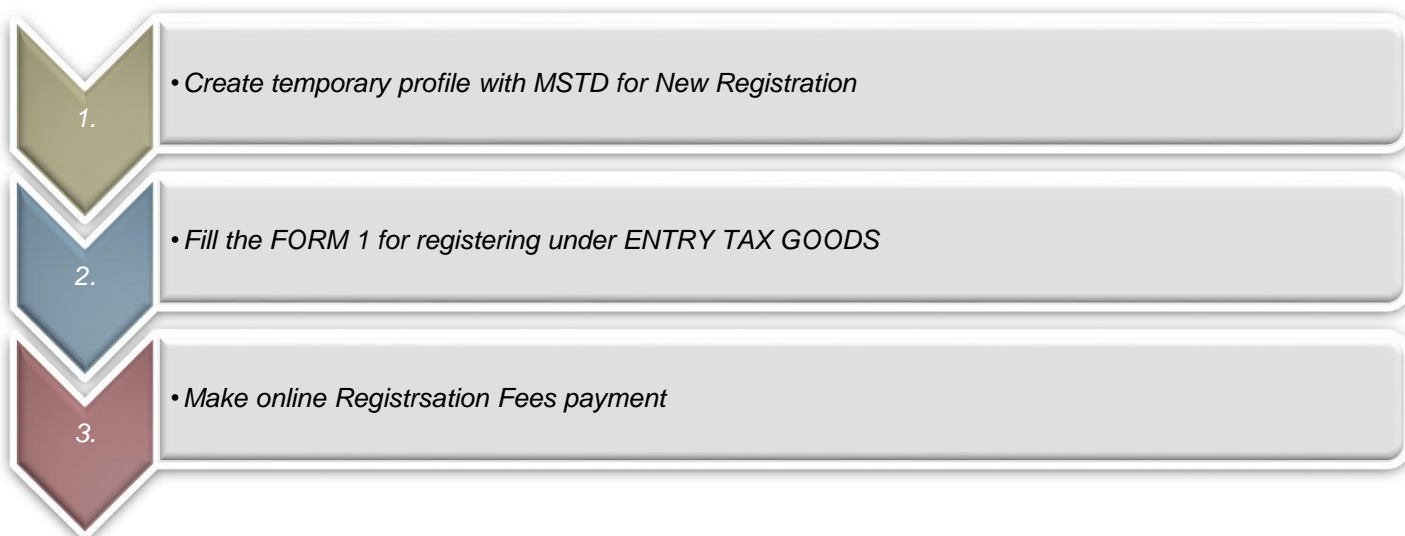 1.
• Create temporary profile with MSTD for New Registration
2.
• Fill the FORM 1 for registering under ENTRY TAX GOODS
3.
• Make online Registrsation Fees payment